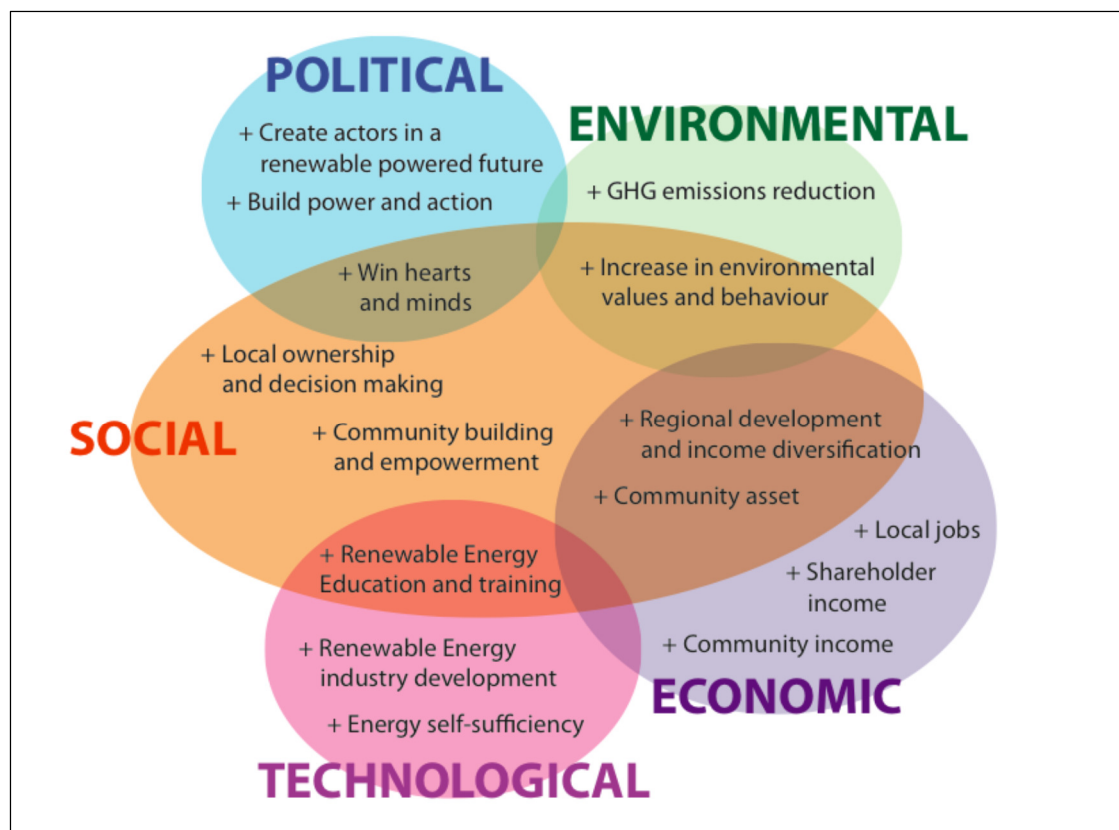 POLITICAL
+ Create actors in a
renewable powered future
+ Build power and action
ENVIRONMENTAL
+ GHG emissions reduction
+ Win hearts
and minds
+ Increase in environmental
values and behaviour
+ Local ownership
and decision making
SOCIAL
+ Community building
and empowerment
+ Regional development
and income diversification
+ Community asset
+ Local jobs
+ Shareholder
income
+ Community income
ECONOMIC
+ Renewable Energy
Education and training
+ Renewable Energy
industry development
+ Energy self-sufficiency
TECHNOLOGICAL